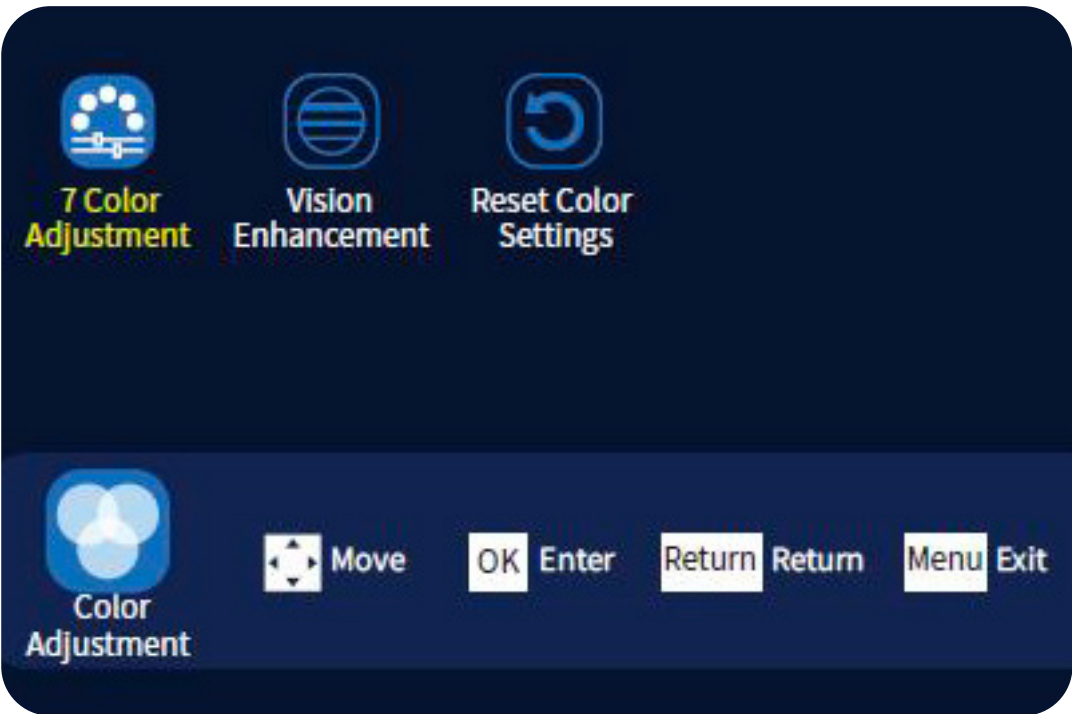 7 Color
Adjustment
Vision
Enhancement
Reset Color
Settings
Color
Adjustment
Move
OK Enter
Return Return
Menu Exit